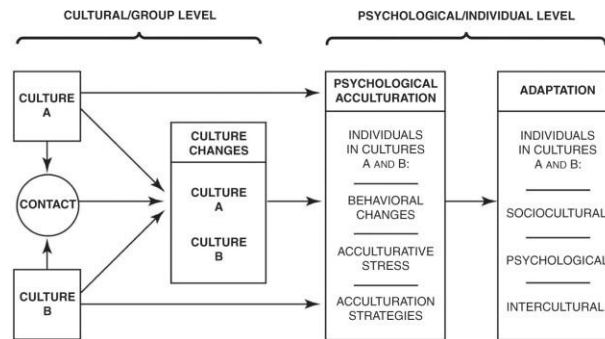 CULTURAL/GROUP LEVEL
PSYCHOLOGICAL/INDIVIDUAL LEVEL
CULTURE
A
CONTACT
CULTURE
B
CULTURE
CHANGES
CULTURE
A
CULTURE
B
PSYCHOLOGICAL
ACCULTURATION
INDIVIDUALS
IN CULTURES
A AND B:
BEHAVIORAL
CHANGES
ACCULTURATIVE
STRESS
ACCULTURATION
STRATEGIES
ADAPTATION
INDIVIDUALS
IN CULTURES
A AND B:
SOCIOCULTURAL
PSYCHOLOGICAL
INTERCULTURAL